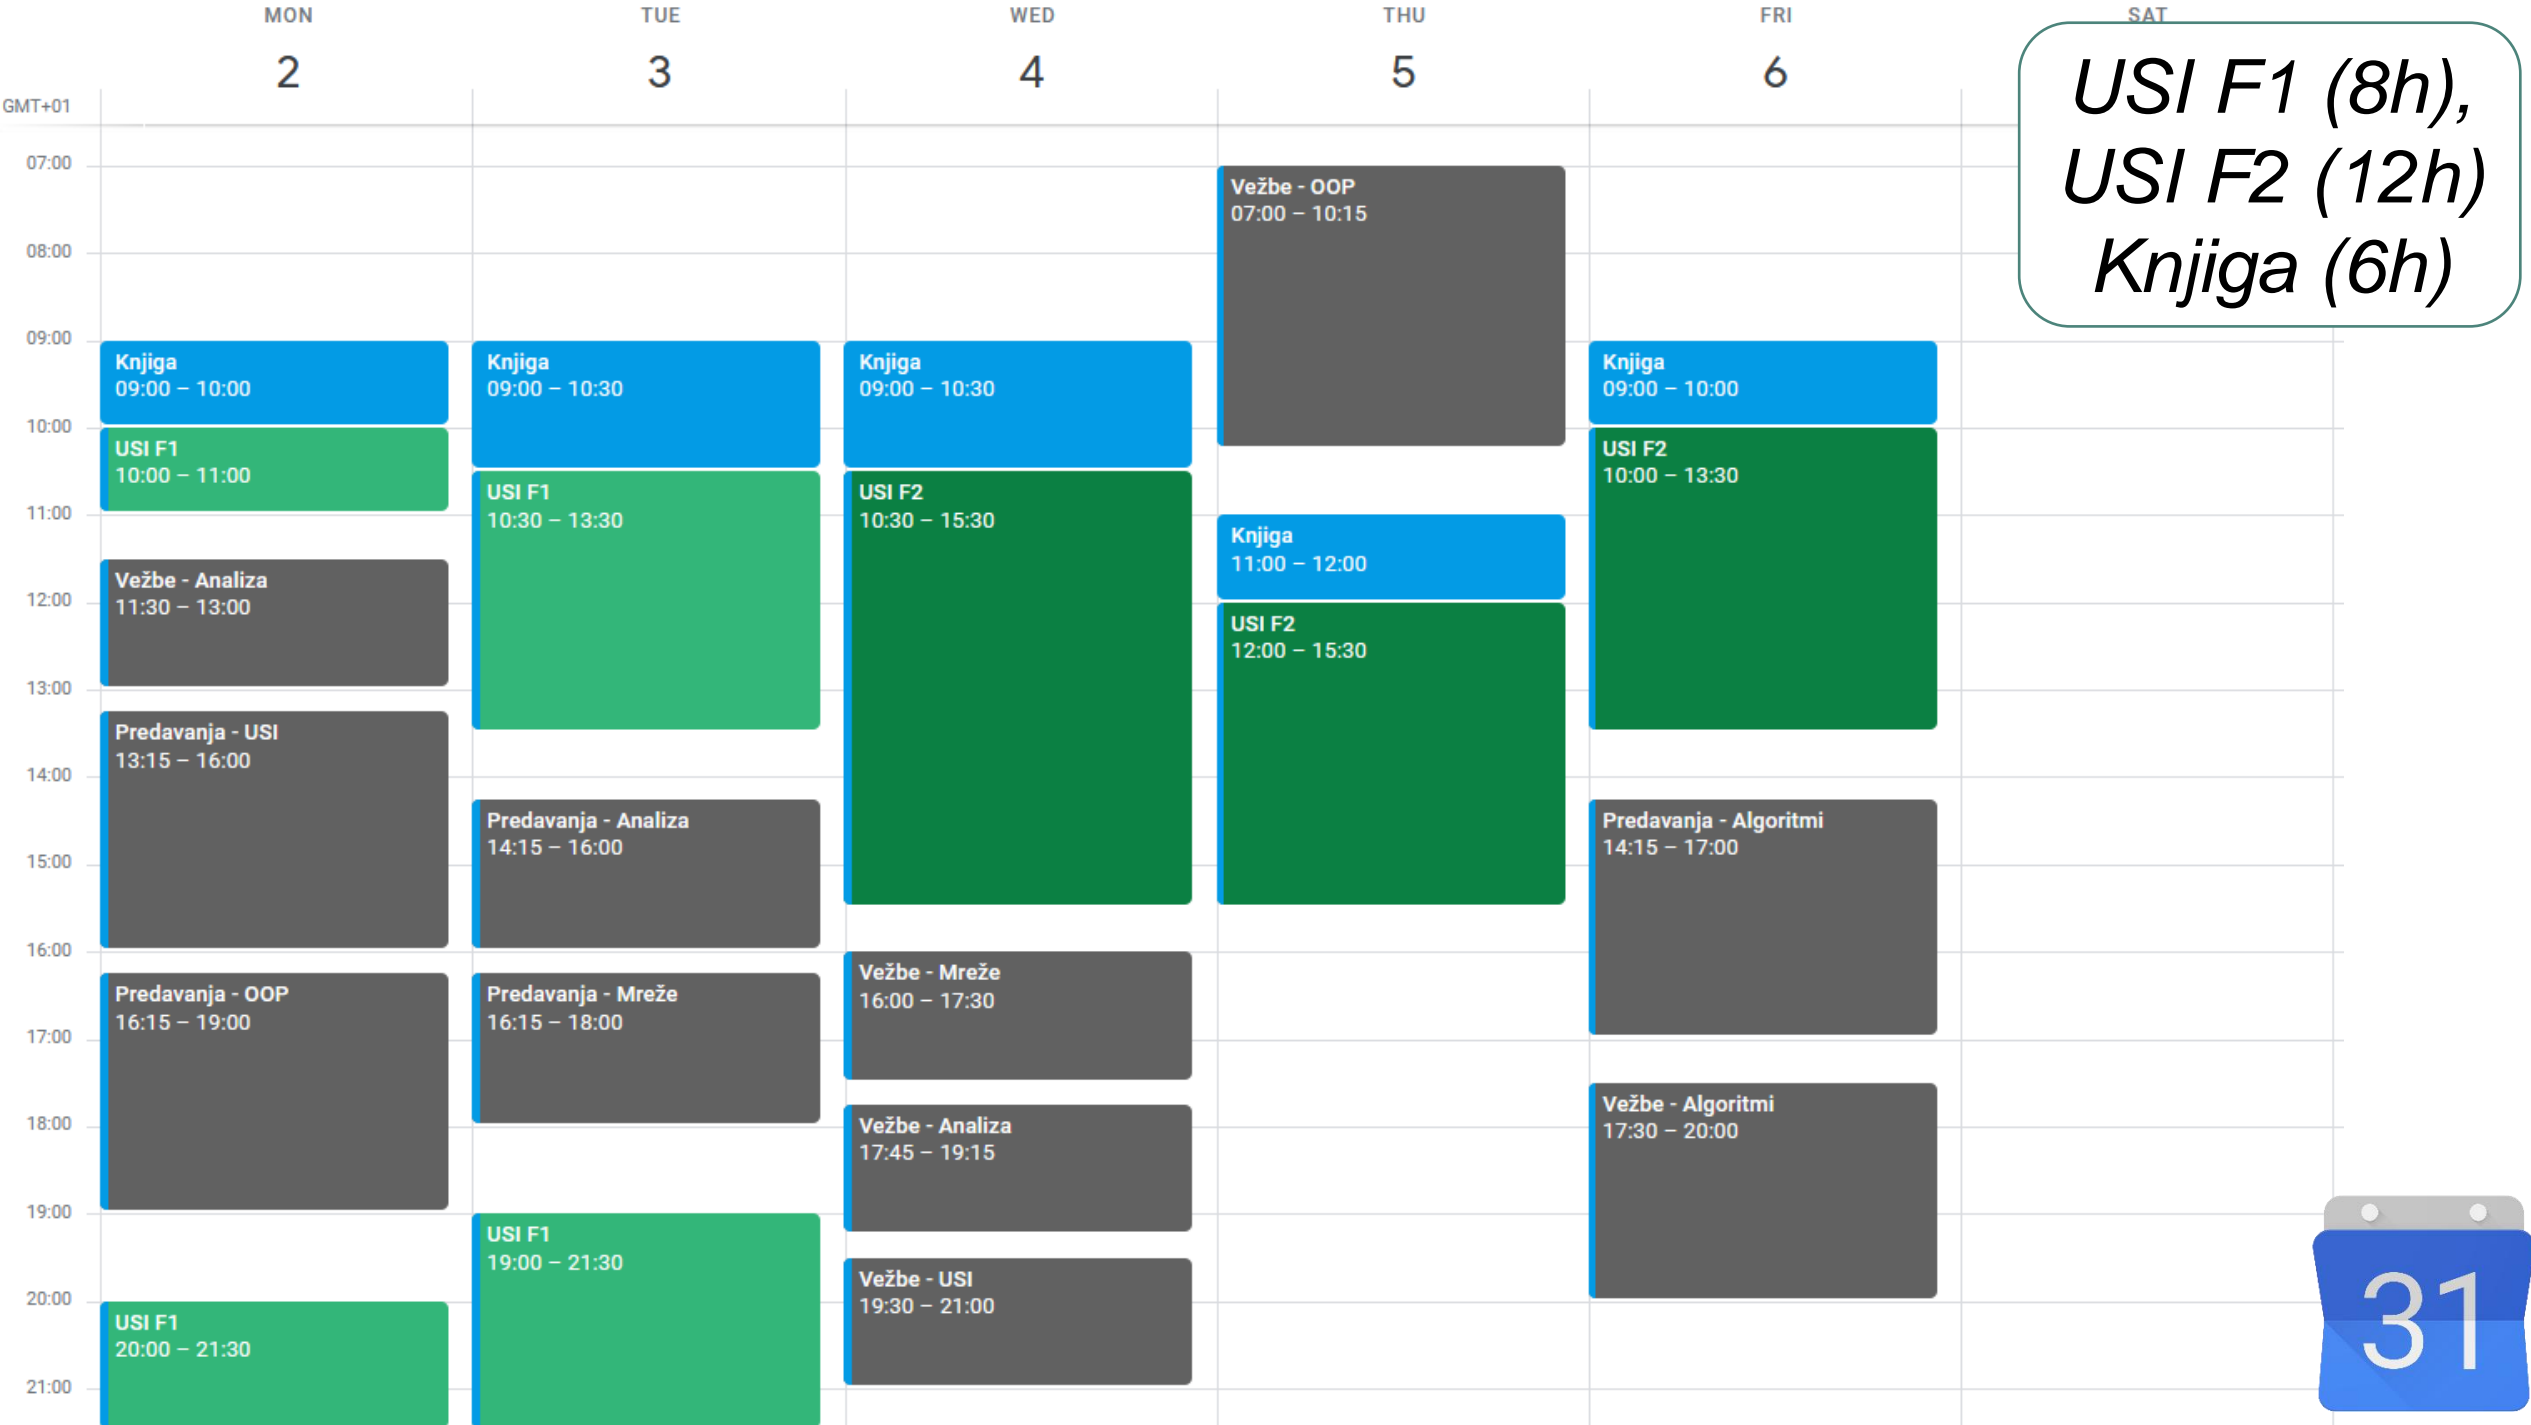 MON
TUE
WED
THU
FRI
SAT
2
3
4
5
6
USI F1 (8h),
USI F2 (12h)
Knjiga (6h)
GMT+01
07:00
08:00
09:00
10:00
11:00
12:00
13:00
14:00
15:00
16:00
17:00
18:00
19:00
20:00
21:00
Knjiga
09:00 – 10:00
USI F1
10:00 – 11:00
Vežbe - Analiza
11:30 – 13:00
Predavanja - USI
13:15 – 16:00
Predavanja - OOP
16:15 – 19:00
USI F1
20:00 – 21:30
Knjiga
09:00 – 10:30
USI F1
10:30 – 13:30
Predavanja - Analiza
14:15 – 16:00
Predavanja - Mreže
16:15 – 18:00
USI F1
19:00 – 21:30
Knjiga
09:00 – 10:30
USI F2
10:30 – 15:30
Vežbe - Mreže
16:00 – 17:30
Vežbe - Analiza
17:45 – 19:15
Vežbe - USI
19:30 – 21:00
Vežbe - OOP
07:00 – 10:15
Knjiga
11:00 – 12:00
USI F2
12:00 – 15:30
Knjiga
09:00 – 10:00
USI F2
10:00 – 13:30
Predavanja - Algoritmi
14:15 – 17:00
Vežbe - Algoritmi
17:30 – 20:00
31